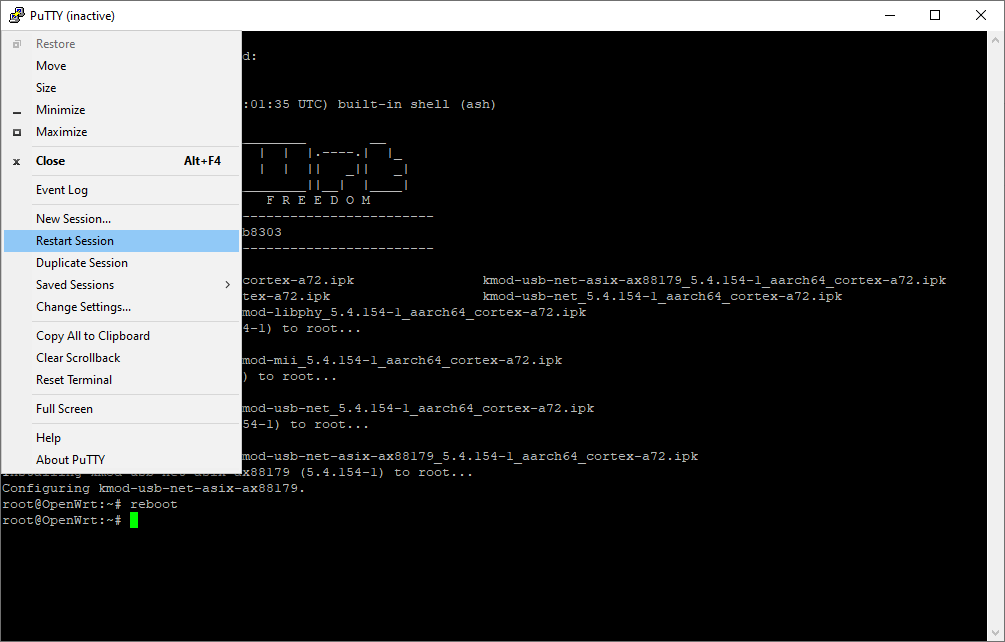 PuTTY (inactive)
Restore
Move
Size
Minimize
Maximize
Close Alt+F4
Event Log
New Session...
Restart Session
Duplicate Session
Saved Sessions
Change Settings...
Copy All to Clipboard
Clear Scrollback
Reset Terminal
Full Screen
Help
About PuTTY
d:
:01:35 UTC) built-in shell (ash)
F R E E D O M
-----------------------
b8303
-----------------------
cortex-a72.ipk kmod-usb-net-asix-ax88179_5.4.154-1_aarch64_cortex-a72.ipk
tex-a72.ipk kmod-usb-net_5.4.154-1_aarch64_cortex-a72.ipk
mod-libphy_5.4.154-1_aarch64_cortex-a72.ipk
4-1) to root...
mod-mii_5.4.154-1_aarch64_cortex-a72.ipk
) to root...
mod-usb-net_5.4.154-1_aarch64_cortex-a72.ipk
54-1) to root...
mod-usb-net-asix-ax88179_5.4.154-1_aarch64_cortex-a72.ipk
Installing kmod-usb-net-asix-ax88179 (5.4.154-1) to root...
Configuring kmod-usb-net-asix-ax88179.
root@OpenWrt:~# reboot
root@OpenWrt:~#